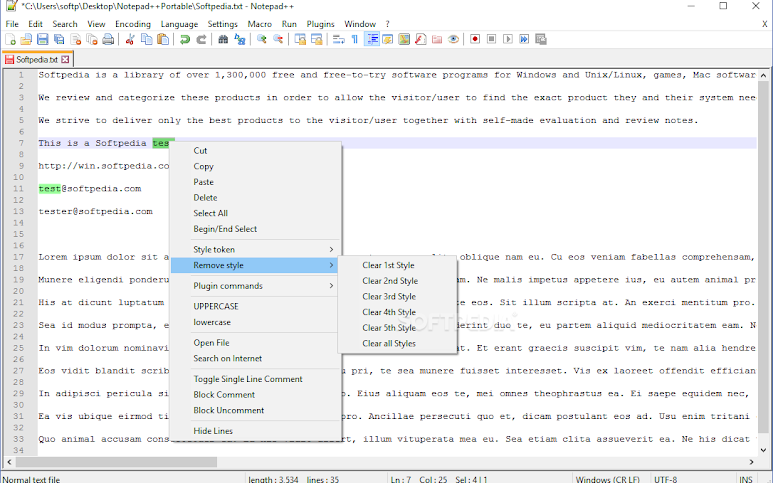 *C:\Users\softp\Desktop\Notepad++Portable\Softpedia.txt - Notepad++
File Edit Search View Encoding Language Settings Macro Run Plugins Window ? X
Softpedia.txt
1 Softpedia is a library of over 1,300,000 free and free-to-try software programs for Windows and Unix/Linux, games, Mac softwar
2
3 We review and categorize these products in order to allow the visitor/user to find the exact product they and their system nee
4
5 We strive to deliver only the best products to the visitor/user together with self-made evaluation and review notes.
6
7 This is a Softpedia tes
8
9 http://win.softpedia.co
10
11 test@softpedia.com
12
13 tester@softpedia.com
14
15
16
17 Lorem ipsum dolor sit a oblique nam eu. Cu eos veniam fabellas comprehensam,
18
19 Munere eligendi ponderu m. Ne malis impetus appetere ius, eu autem animal pr
20
21 His at dicunt luptatum te eos. Sit illum scripta at. An exerci mentitum pro.
22
23 Sea id modus prompta, e derint duo te, eu partem aliquid mediocritatem eam. N
24
25 In vim dolorum nominavi at. Et erant graecis suscipit vim, te nam alia hendre
26
27 Eos vidit blandit scrib u pri, te sea munere fuisset interesset. Vis ex laoreet offendit effician
28
29 In adipisci pericula si o. Eius aliquam eos te, mei omnes theophrastus ea. Ei saepe equidem nec,
30
31 Ea vis ubique eirmod ti pro. Ancillae persecuti quo et, dicam postulant eos ad. Usu enim tritani
32
33 Quo animal accusam cons , illum vituperata mea eu. Sea etiam clita assueverit ea. Ne his dicat
34
Cut
Copy
Paste
Delete
Select All
Begin/End Select
Style token
Remove style
Plugin commands
UPPERCASE
lowercase
Open File
Search on Internet
Toggle Single Line Comment
Block Comment
Block Uncomment
Hide Lines
Clear 1st Style
Clear 2nd Style
Clear 3rd Style
Clear 4th Style
Clear 5th Style
Clear all Styles
SOFTPEDIA
Normal text file length : 3,534 lines : 35 Ln : 7 Col : 25 Sel : 4 | 1 Windows (CR LF) UTF-8 INS